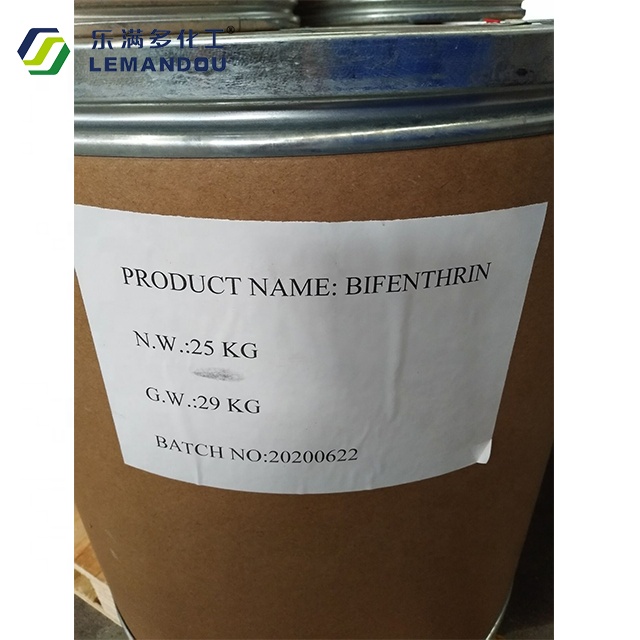 乐满多化工®
LEMANDOU
PRODUCT NAME: BIFENTHRIN
N.W.:25 KG
G.W.:29 KG
BATCH NO:20200622